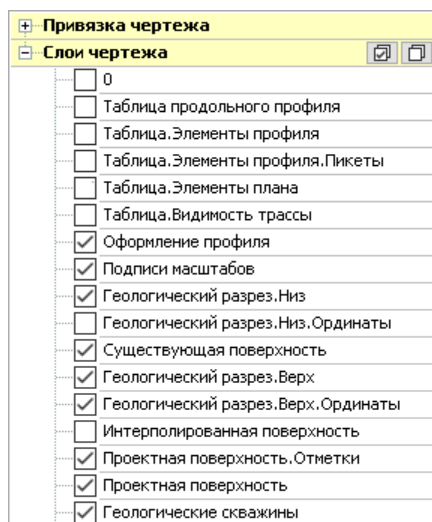 Привязка чертежа
Слои чертежа
0
Таблица продольного профиля
Таблица.Элементы профиля
Таблица.Элементы профиля.Пикеты
Таблица.Элементы плана
Таблица.Видимость трассы
Оформление профиля
Подписи масштабов
Геологический разрез.Низ
Геологический разрез.Низ.Ординаты
Существующая поверхность
Геологический разрез.Верх
Геологический разрез.Верх.Ординаты
Интерполированная поверхность
Проектная поверхность.Отметки
Проектная поверхность
Геологические скважины